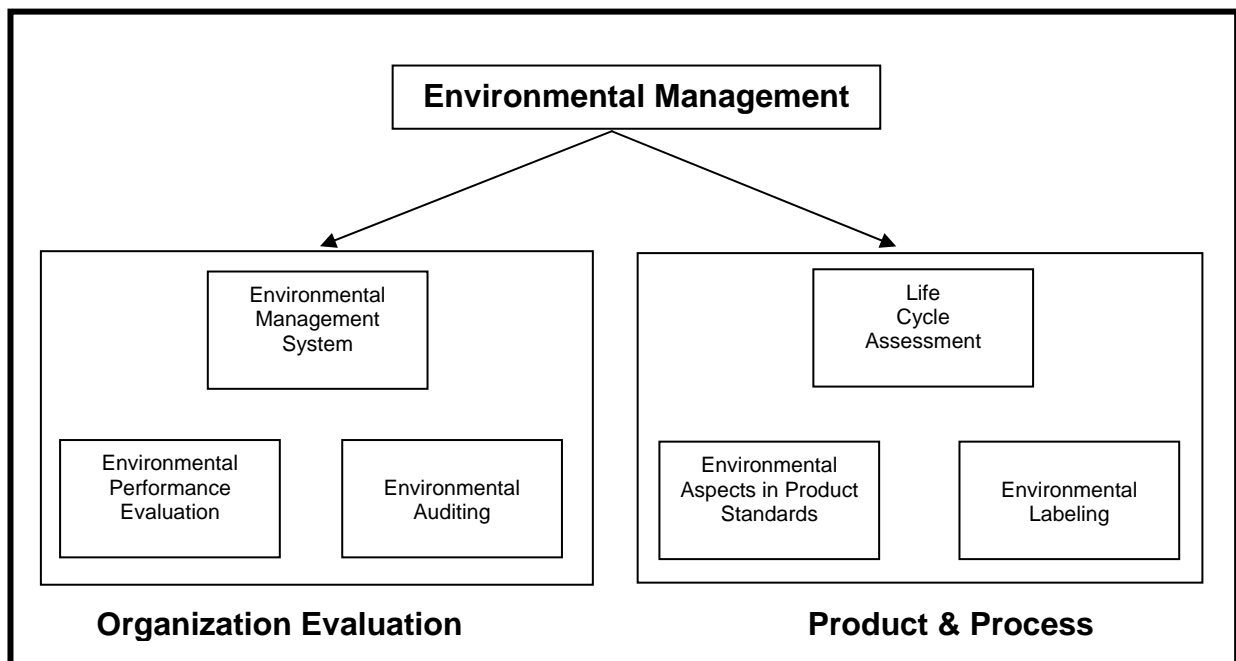 Environmental Management
Environmental
Management
System
Environmental
Performance
Evaluation
Environmental
Auditing
Organization Evaluation
Life
Cycle
Assessment
Environmental
Aspects in Product
Standards
Environmental
Labeling
Product & Process